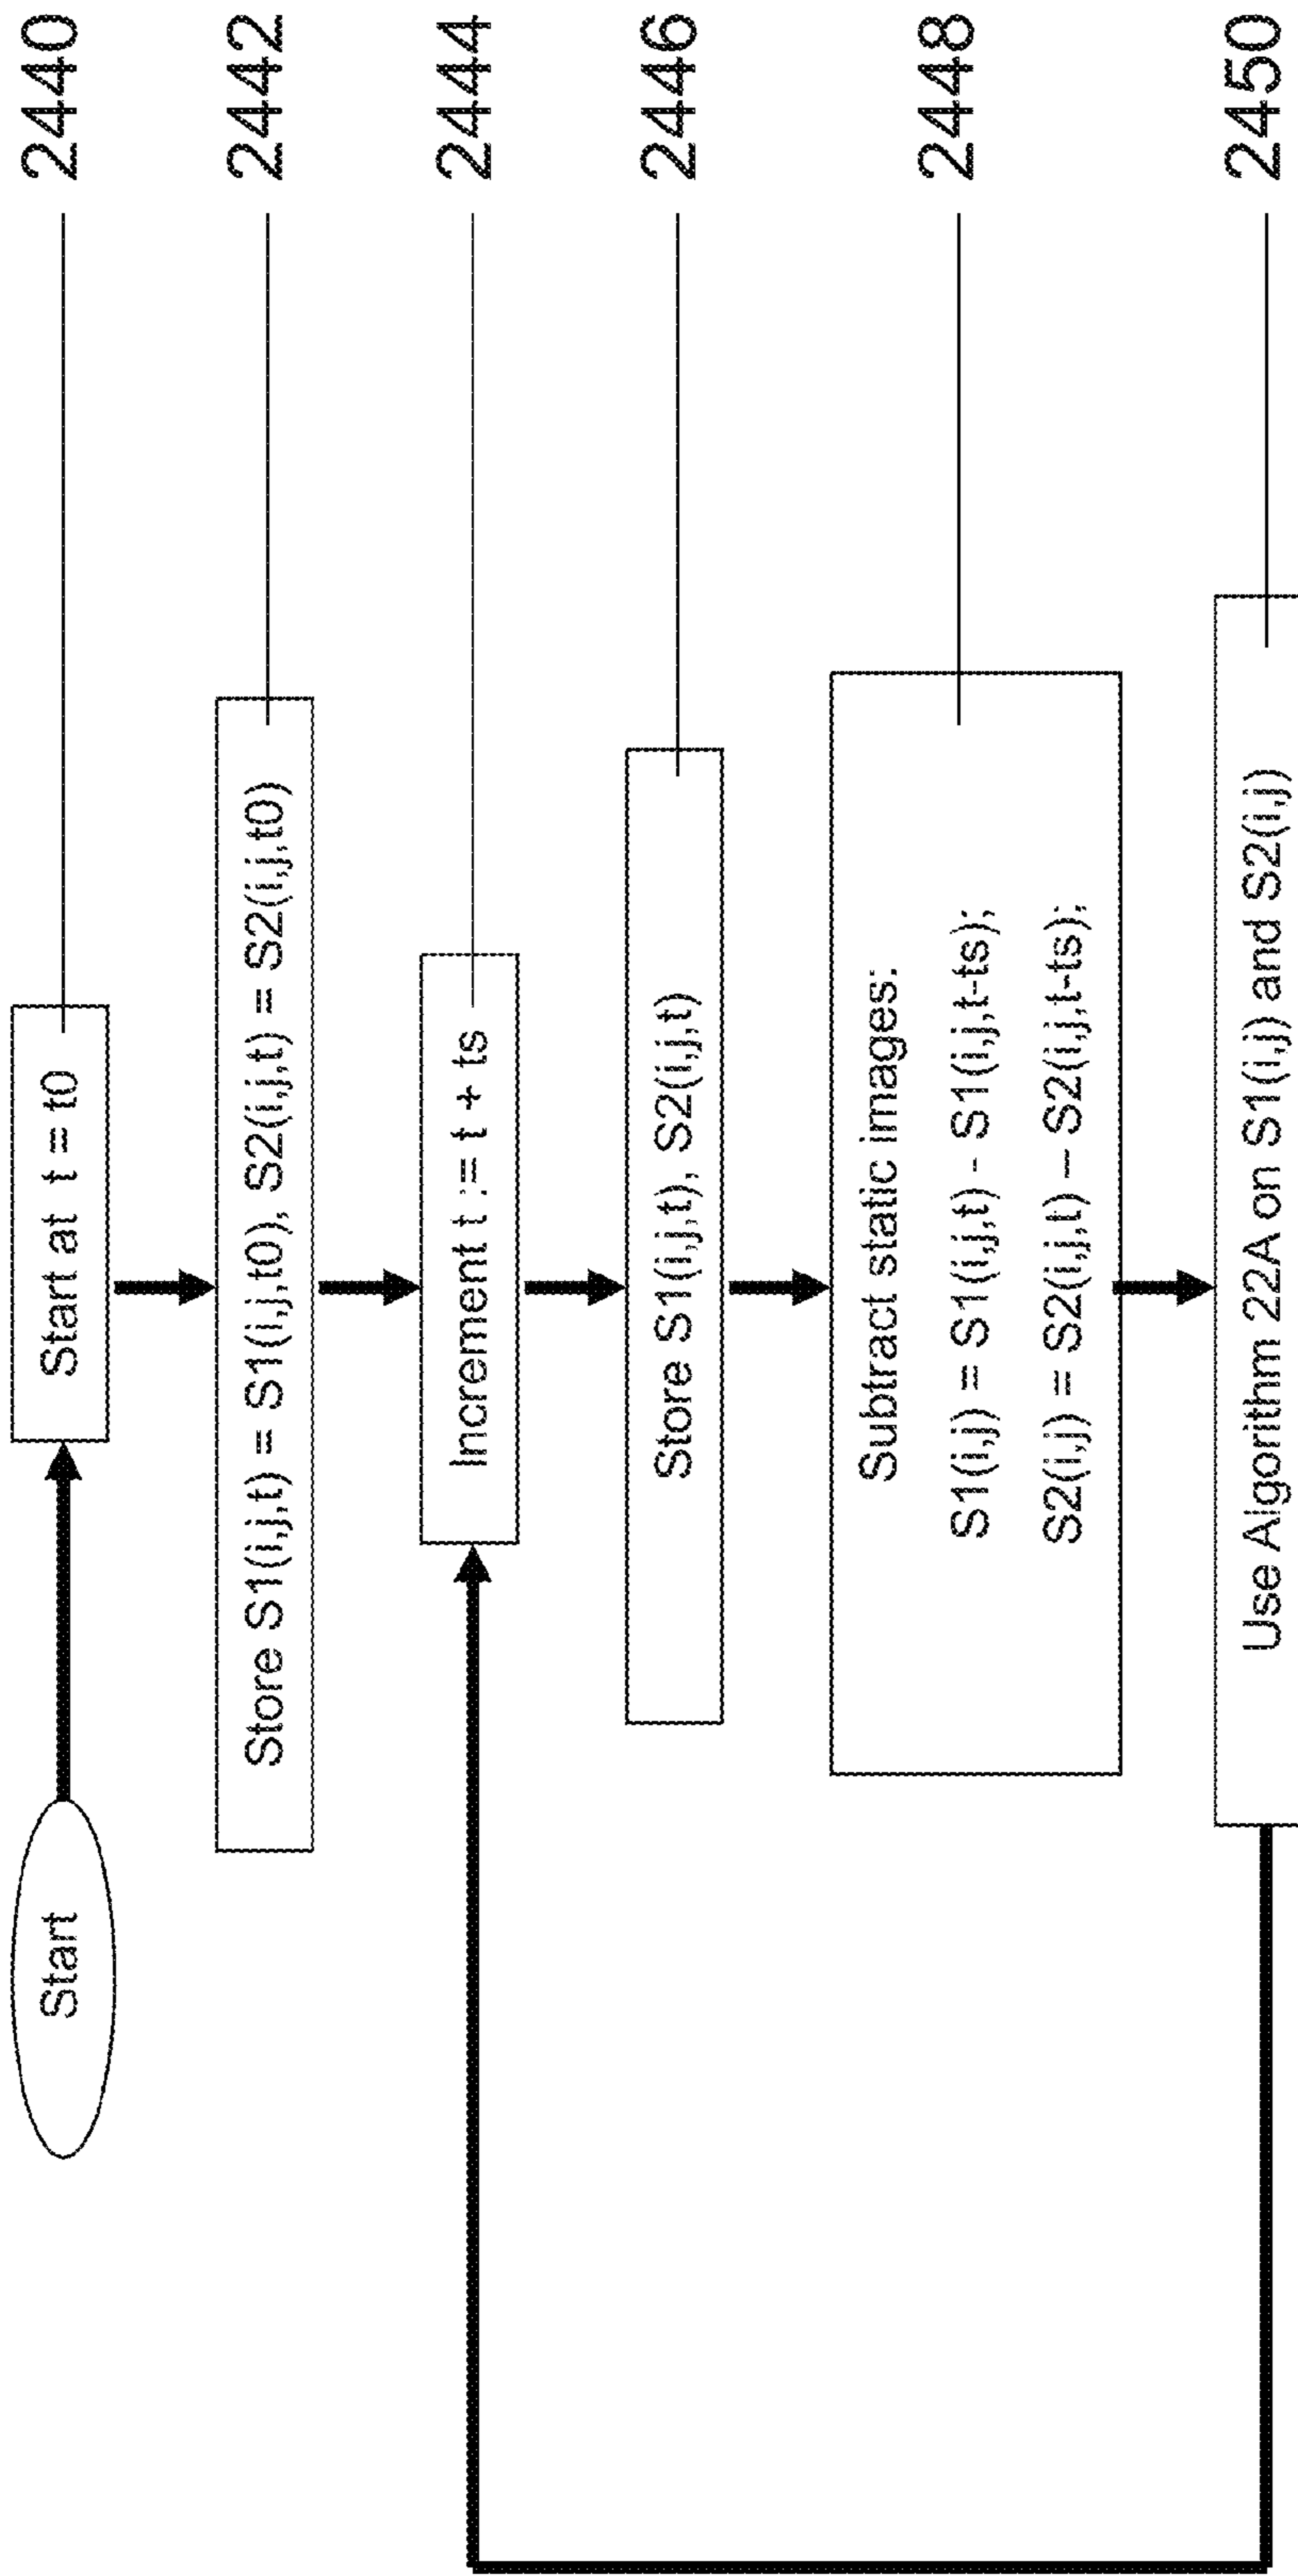 Start
Start at t = t0
2440
Store S1(i,j,t) = S1(i,j,t0), S2(i,j,t) = S2(i,j,t0)
2442
Increment t := t + ts
2444
Store S1(i,j,t), S2(i,j,t)
2446
Subtract static images:
S1(i,j) = S1(i,j,t) - S1(i,j,t-ts);
S2(i,j) = S2(i,j,t) – S2(i,j,t-ts);
2448
Use Algorithm 22A on S1(i,j) and S2(i,j)
2450